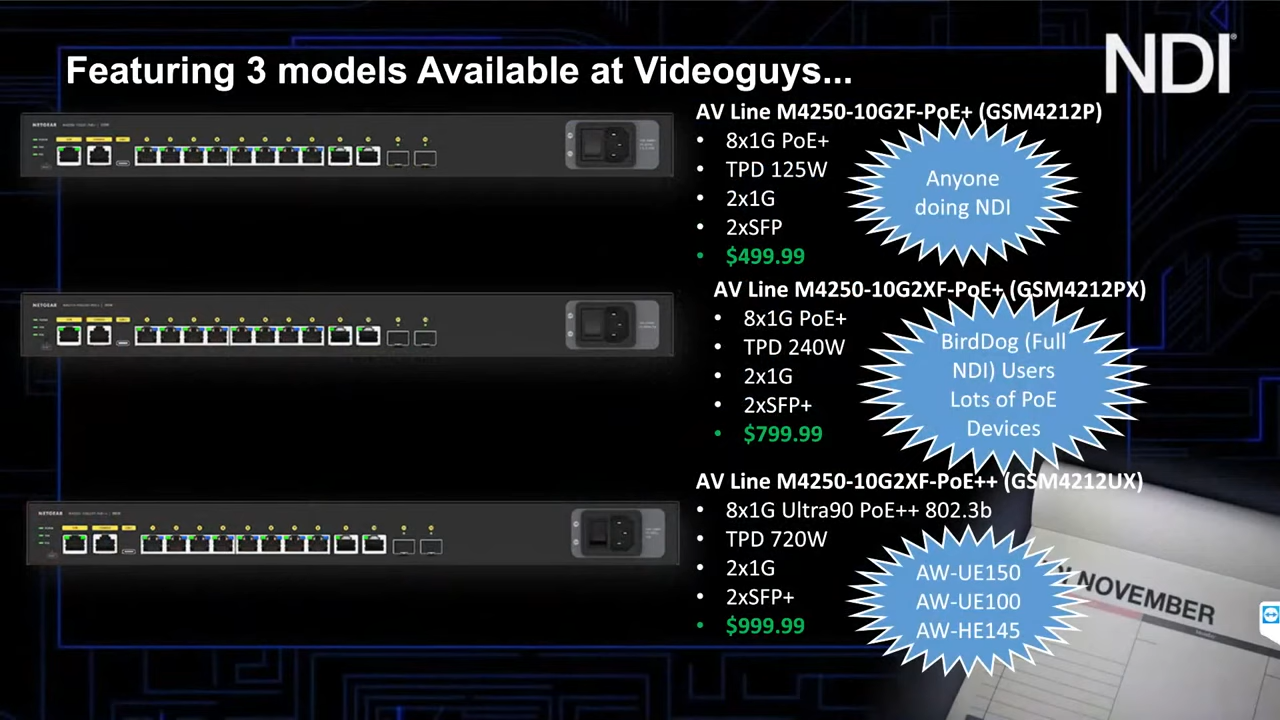 Featuring 3 models Available at Videoguys...
NDI
AV Line M4250-10G2F-PoE+ (GSM4212P)
• 8x1G PoE+
• TPD 125W
• 2x1G
• 2xSFP
• $499.99
Anyone
doing NDI
NETGEAR
AV Line M4250-10G2XF-PoE+ (GSM4212PX)
• 8x1G PoE+
• TPD 240W
• 2x1G
• 2xSFP+
• $799.99
BirdDog (Full
NDI) Users
Lots of PoE
Devices
NETGEAR
AV Line M4250-10G2XF-PoE++ (GSM4212UX)
• 8x1G Ultra90 PoE++ 802.3b
• TPD 720W
• 2x1G
• 2xSFP+
• $999.99
AW-UE150
AW-UE100
AW-HE145
NETGEAR
NOVEMBER